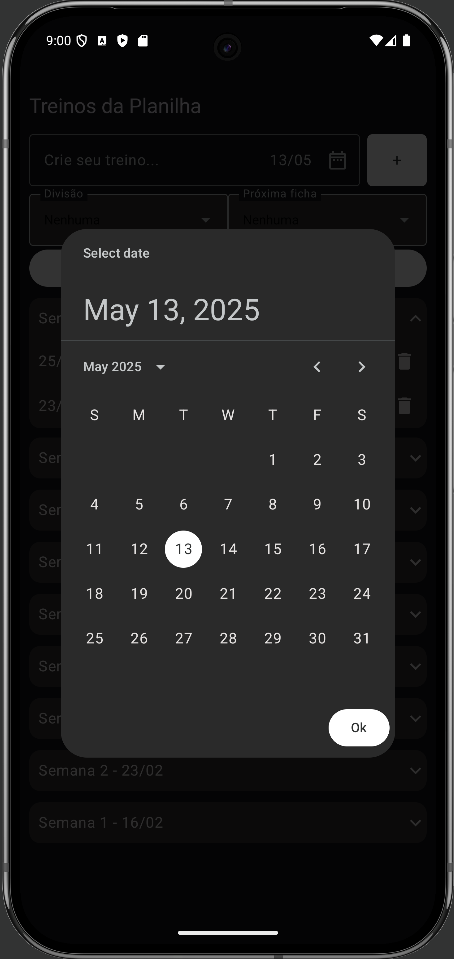 9:00
Treinos da Planilha
Crie seu treino... 13/05 +
Divisão Próxima ficha
Nenhuma Nenhuma
Select date
May 13, 2025
May 2025
S M T W T F S
1 2 3
4 5 6 7 8 9 10
11 12 13 14 15 16 17
18 19 20 21 22 23 24
25 26 27 28 29 30 31
Ok
Semana 2 - 23/02
Semana 1 - 16/02